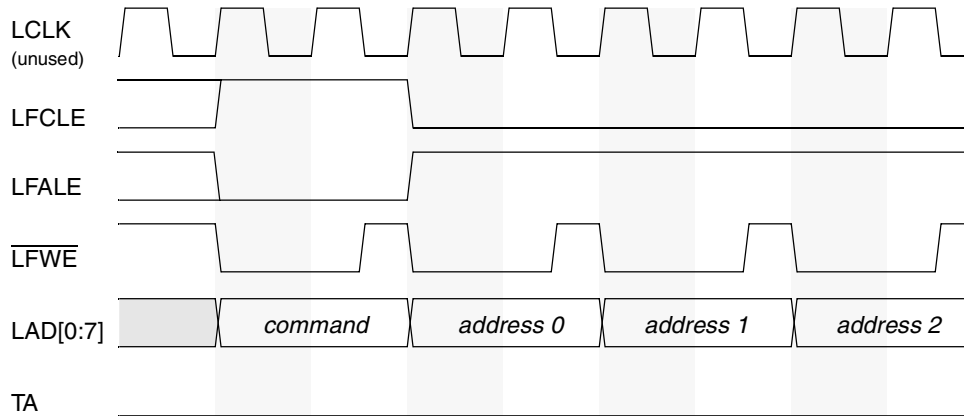 LCLK
(unused)
LFCLE
LFALE
LFWE
LAD[0:7] command address 0 address 1 address 2
TA